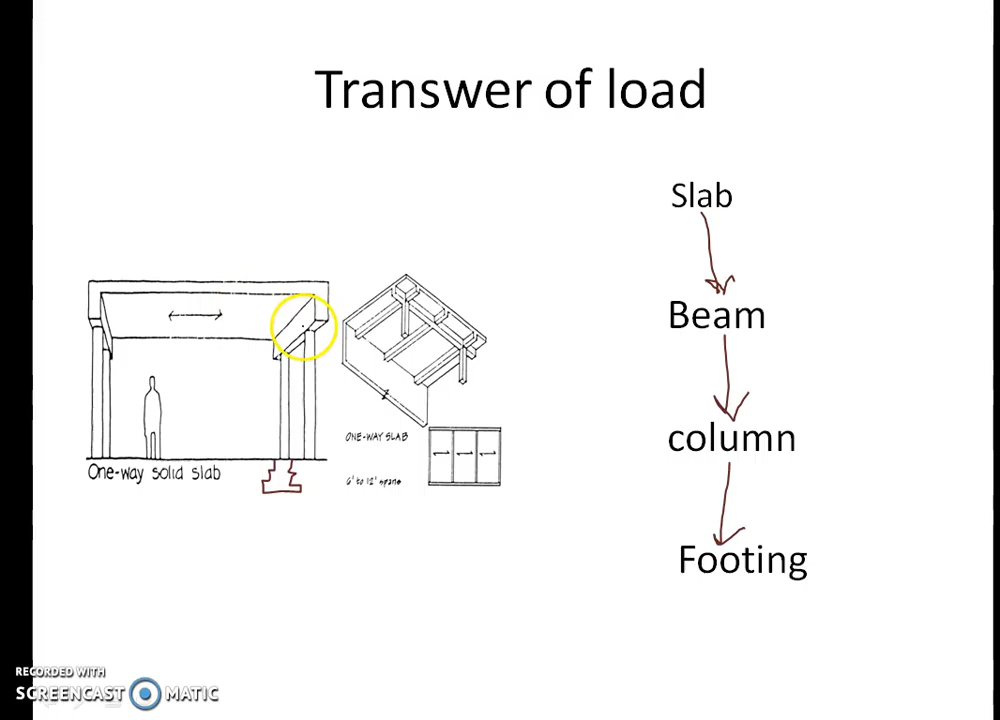 Transwer of load
Slab
Beam
column
Footing
One-way solid slab
ONE-WAY SLAB
6' to 12' spans
RECORDED WITH
SCREENCAST MATIC